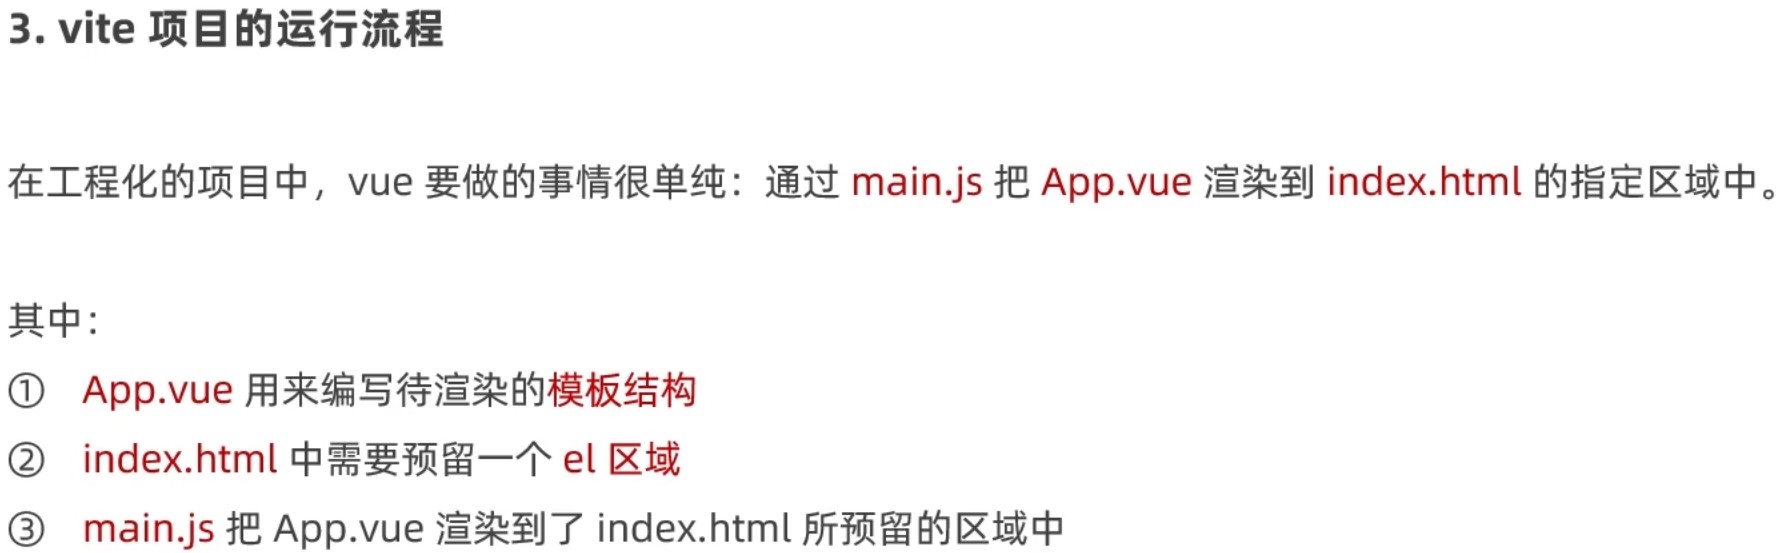 3. vite 项目的运行流程
在工程化的项目中，vue 要做的事情很单纯：通过 main.js 把 App.vue 渲染到 index.html 的指定区域中。
其中：
① App.vue 用来编写待渲染的模板结构
② index.html 中需要预留一个 el 区域
③ main.js 把 App.vue 渲染到了 index.html 所预留的区域中